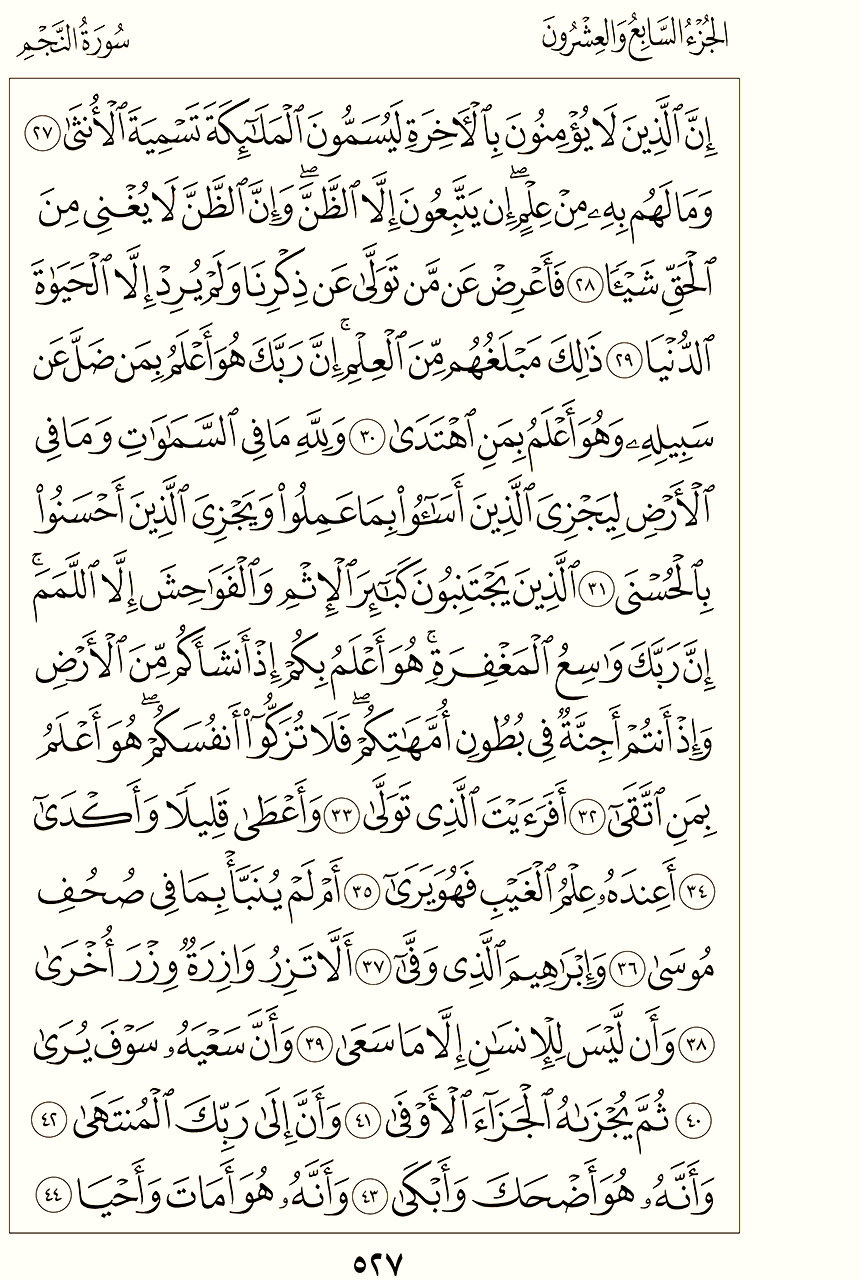 الجُزْءُ السَّابِعُ وَالعِشْرُونَ
سُورَةُ النَّجْمِ
إِنَّ ٱلَّذِينَ لَا يُؤْمِنُونَ بِٱلْأٓخِرَةِ لَيُسَمُّونَ ٱلْمَلَٰٓئِكَةَ تَسْمِيَةَ ٱلْأُنثَىٰ ٢٧
وَمَا لَهُم بِهِۦ مِنْ عِلْمٍۖ إِن يَتَّبِعُونَ إِلَّا ٱلظَّنَّۖ وَإِنَّ ٱلظَّنَّ لَا يُغْنِى مِنَ
ٱلْحَقِّ شَيْـًٔا ٢٨ فَأَعْرِضْ عَن مَّن تَوَلَّىٰ عَن ذِكْرِنَا وَلَمْ يُرِدْ إِلَّا ٱلْحَيَوٰةَ
ٱلدُّنْيَا ٢٩ ذَٰلِكَ مَبْلَغُهُم مِّنَ ٱلْعِلْمِۚ إِنَّ رَبَّكَ هُوَ أَعْلَمُ بِمَن ضَلَّ عَن
سَبِيلِهِۦ وَهُوَ أَعْلَمُ بِمَنِ ٱهْتَدَىٰ ٣٠ وَلِلَّهِ مَا فِى ٱلسَّمَٰوَٰتِ وَمَا فِى
ٱلْأَرْضِ لِيَجْزِىَ ٱلَّذِينَ أَسَٰٓـُٔوا۟ بِمَا عَمِلُوا۟ وَيَجْزِىَ ٱلَّذِينَ أَحْسَنُوا۟
بِٱلْحُسْنَى ٣١ ٱلَّذِينَ يَجْتَنِبُونَ كَبَٰٓئِرَ ٱلْإِثْمِ وَٱلْفَوَٰحِشَ إِلَّا ٱللَّمَمَۚ
إِنَّ رَبَّكَ وَٰسِعُ ٱلْمَغْفِرَةِۚ هُوَ أَعْلَمُ بِكُمْ إِذْ أَنشَأَكُم مِّنَ ٱلْأَرْضِ
وَإِذْ أَنتُمْ أَجِنَّةٌ فِى بُطُونِ أُمَّهَٰتِكُمْۖ فَلَا تُزَكُّوٓا۟ أَنفُسَكُمْۖ هُوَ أَعْلَمُ
بِمَنِ ٱتَّقَىٰٓ ٣٢ أَفَرَءَيْتَ ٱلَّذِى تَوَلَّىٰ ٣٣ وَأَعْطَىٰ قَلِيلًا وَأَكْدَىٰٓ
٣٤ أَعِندَهُۥ عِلْمُ ٱلْغَيْبِ فَهُوَ يَرَىٰٓ ٣٥ أَمْ لَمْ يُنَبَّأْ بِمَا فِى صُحُفِ
مُوسَىٰ ٣٦ وَإِبْرَٰهِيمَ ٱلَّذِى وَفَّىٰٓ ٣٧ أَلَّا تَزِرُ وَازِرَةٌ وِزْرَ أُخْرَىٰ
٣٨ وَأَن لَّيْسَ لِلْإِنسَٰنِ إِلَّا مَا سَعَىٰ ٣٩ وَأَنَّ سَعْيَهُۥ سَوْفَ يُرَىٰ
٤٠ ثُمَّ يُجْزَىٰهُ ٱلْجَزَآءَ ٱلْأَوْفَىٰ ٤١ وَأَنَّ إِلَىٰ رَبِّكَ ٱلْمُنتَهَىٰ ٤٢
وَأَنَّهُۥ هُوَ أَضْحَكَ وَأَبْكَىٰ ٤٣ وَأَنَّهُۥ هُوَ أَمَاتَ وَأَحْيَا ٤٤
٥٢٧